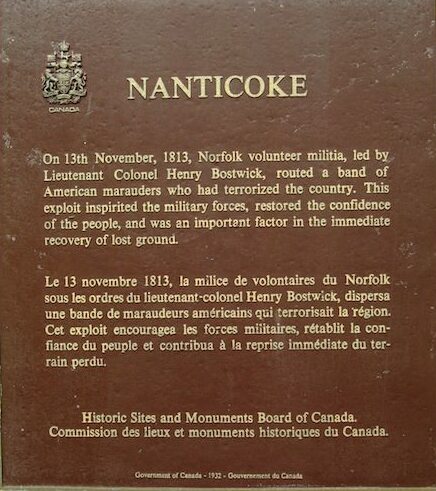 CANADA
NANTICOKE
On 13th November, 1813, Norfolk volunteer militia, led by
Lieutenant Colonel Henry Bostwick, routed a band of
American marauders who had terrorized the country. This
exploit inspirited the military forces, restored the confidence
of the people, and was an important factor in the immediate
recovery of lost ground.
Le 13 novembre 1813, la milice de volontaires du Norfolk
sous les ordres du lieutenant-colonel Henry Bostwick, dispersa
une bande de maraudeurs américains qui terrorisait la région.
Cet exploit encouragea les forces militaires, rétablit la con-
fiance du peuple et contribua à la reprise immédiate du ter-
rain perdu.
Historic Sites and Monuments Board of Canada.
Commission des lieux et monuments historiques du Canada.
Government of Canada - 1932 - Gouvernement du Canada